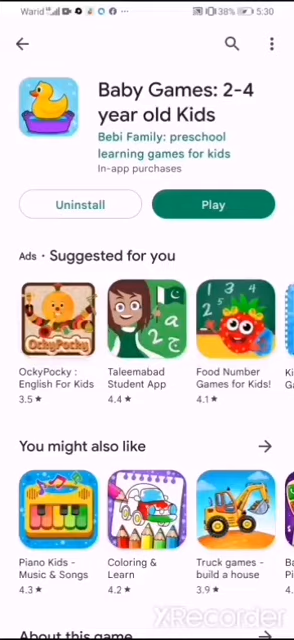 Warid
38%
5:30
Baby Games: 2-4
year old Kids
Bebi Family: preschool
learning games for kids
In-app purchases
Uninstall
Play
Ads • Suggested for you
OckyPocky
OckyPocky :
English For Kids
3.5 ★
Taleemabad
Student App
4.4 ★
Food Number
Games for Kids!
4.1 ★
You might also like
Piano Kids -
Music & Songs
4.3 ★
Coloring &
Learn
4.2 ★
Truck games -
build a house
3.9 ★
About this game
XRecorder